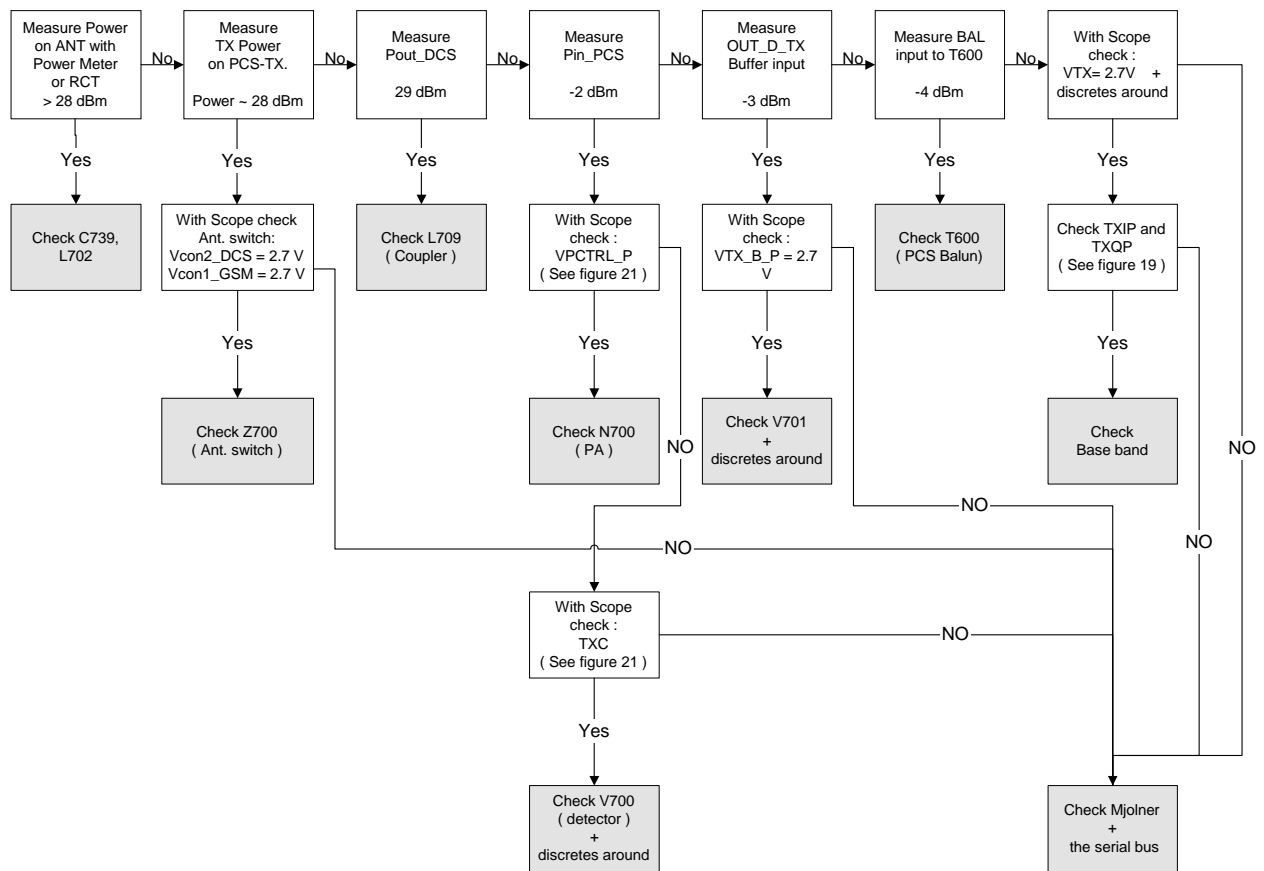 Measure Power
on ANT with
Power Meter
or RCT
> 28 dBm
No
Measure
TX Power
on PCS-TX.
Power ~ 28 dBm
No
Measure
Pout_DCS
29 dBm
No
Measure
Pin_PCS
-2 dBm
No
Measure
OUT_D_TX
Buffer input
-3 dBm
No
Measure BAL
input to T600
-4 dBm
No
With Scope
check :
VTX= 2.7V +
discretes around
Yes
Yes
Yes
Yes
Yes
Yes
Yes
Check C739,
L702
With Scope check
Ant. switch:
Vcon2_DCS = 2.7 V
Vcon1_GSM = 2.7 V
Check L709
( Coupler )
With Scope
check :
VPCTRL_P
( See figure 21 )
With Scope
check :
VTX_B_P = 2.7
V
Check T600
( PCS Balun)
Check TXIP and
TXQP
( See figure 19 )
Yes
Yes
Yes
Yes
Check Z700
( Ant. switch )
Check N700
( PA )
NO
Check V701
+
discretes around
Check
Base band
NO
NO
NO
NO
With Scope
check :
TXC
( See figure 21 )
NO
Yes
Check V700
( detector )
+
discretes around
Check Mjolner
+
the serial bus